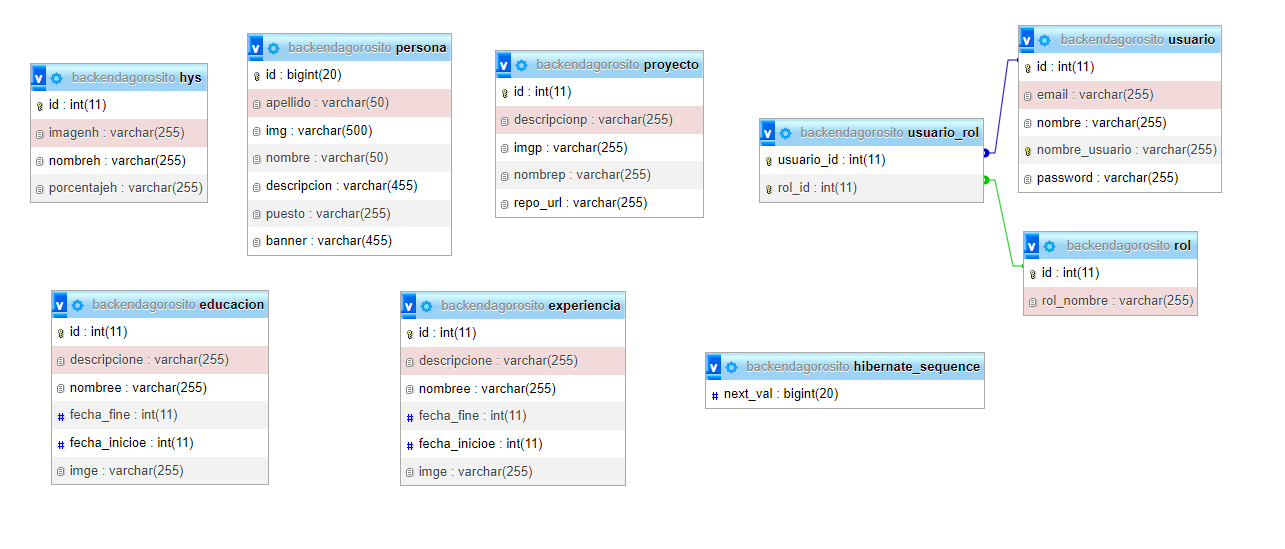 backendagorosito hys
id : int(11)
imagenh : varchar(255)
nombreh : varchar(255)
porcentajeh : varchar(255)
backendagorosito persona
id : bigint(20)
apellido : varchar(50)
img : varchar(500)
nombre : varchar(50)
descripcion : varchar(455)
puesto : varchar(255)
banner : varchar(455)
backendagorosito proyecto
id : int(11)
descripcionp : varchar(255)
imgp : varchar(255)
nombrep : varchar(255)
repo_url : varchar(255)
backendagorosito usuario_rol
usuario_id : int(11)
rol_id : int(11)
backendagorosito usuario
id : int(11)
email : varchar(255)
nombre : varchar(255)
nombre_usuario : varchar(255)
password : varchar(255)
backendagorosito rol
id : int(11)
rol_nombre : varchar(255)
backendagorosito educacion
id : int(11)
descripcione : varchar(255)
nombree : varchar(255)
# fecha_fine : int(11)
# fecha_inicioe : int(11)
imge : varchar(255)
backendagorosito experiencia
id : int(11)
descripcione : varchar(255)
nombree : varchar(255)
# fecha_fine : int(11)
# fecha_inicioe : int(11)
imge : varchar(255)
backendagorosito hibernate_sequence
# next_val : bigint(20)